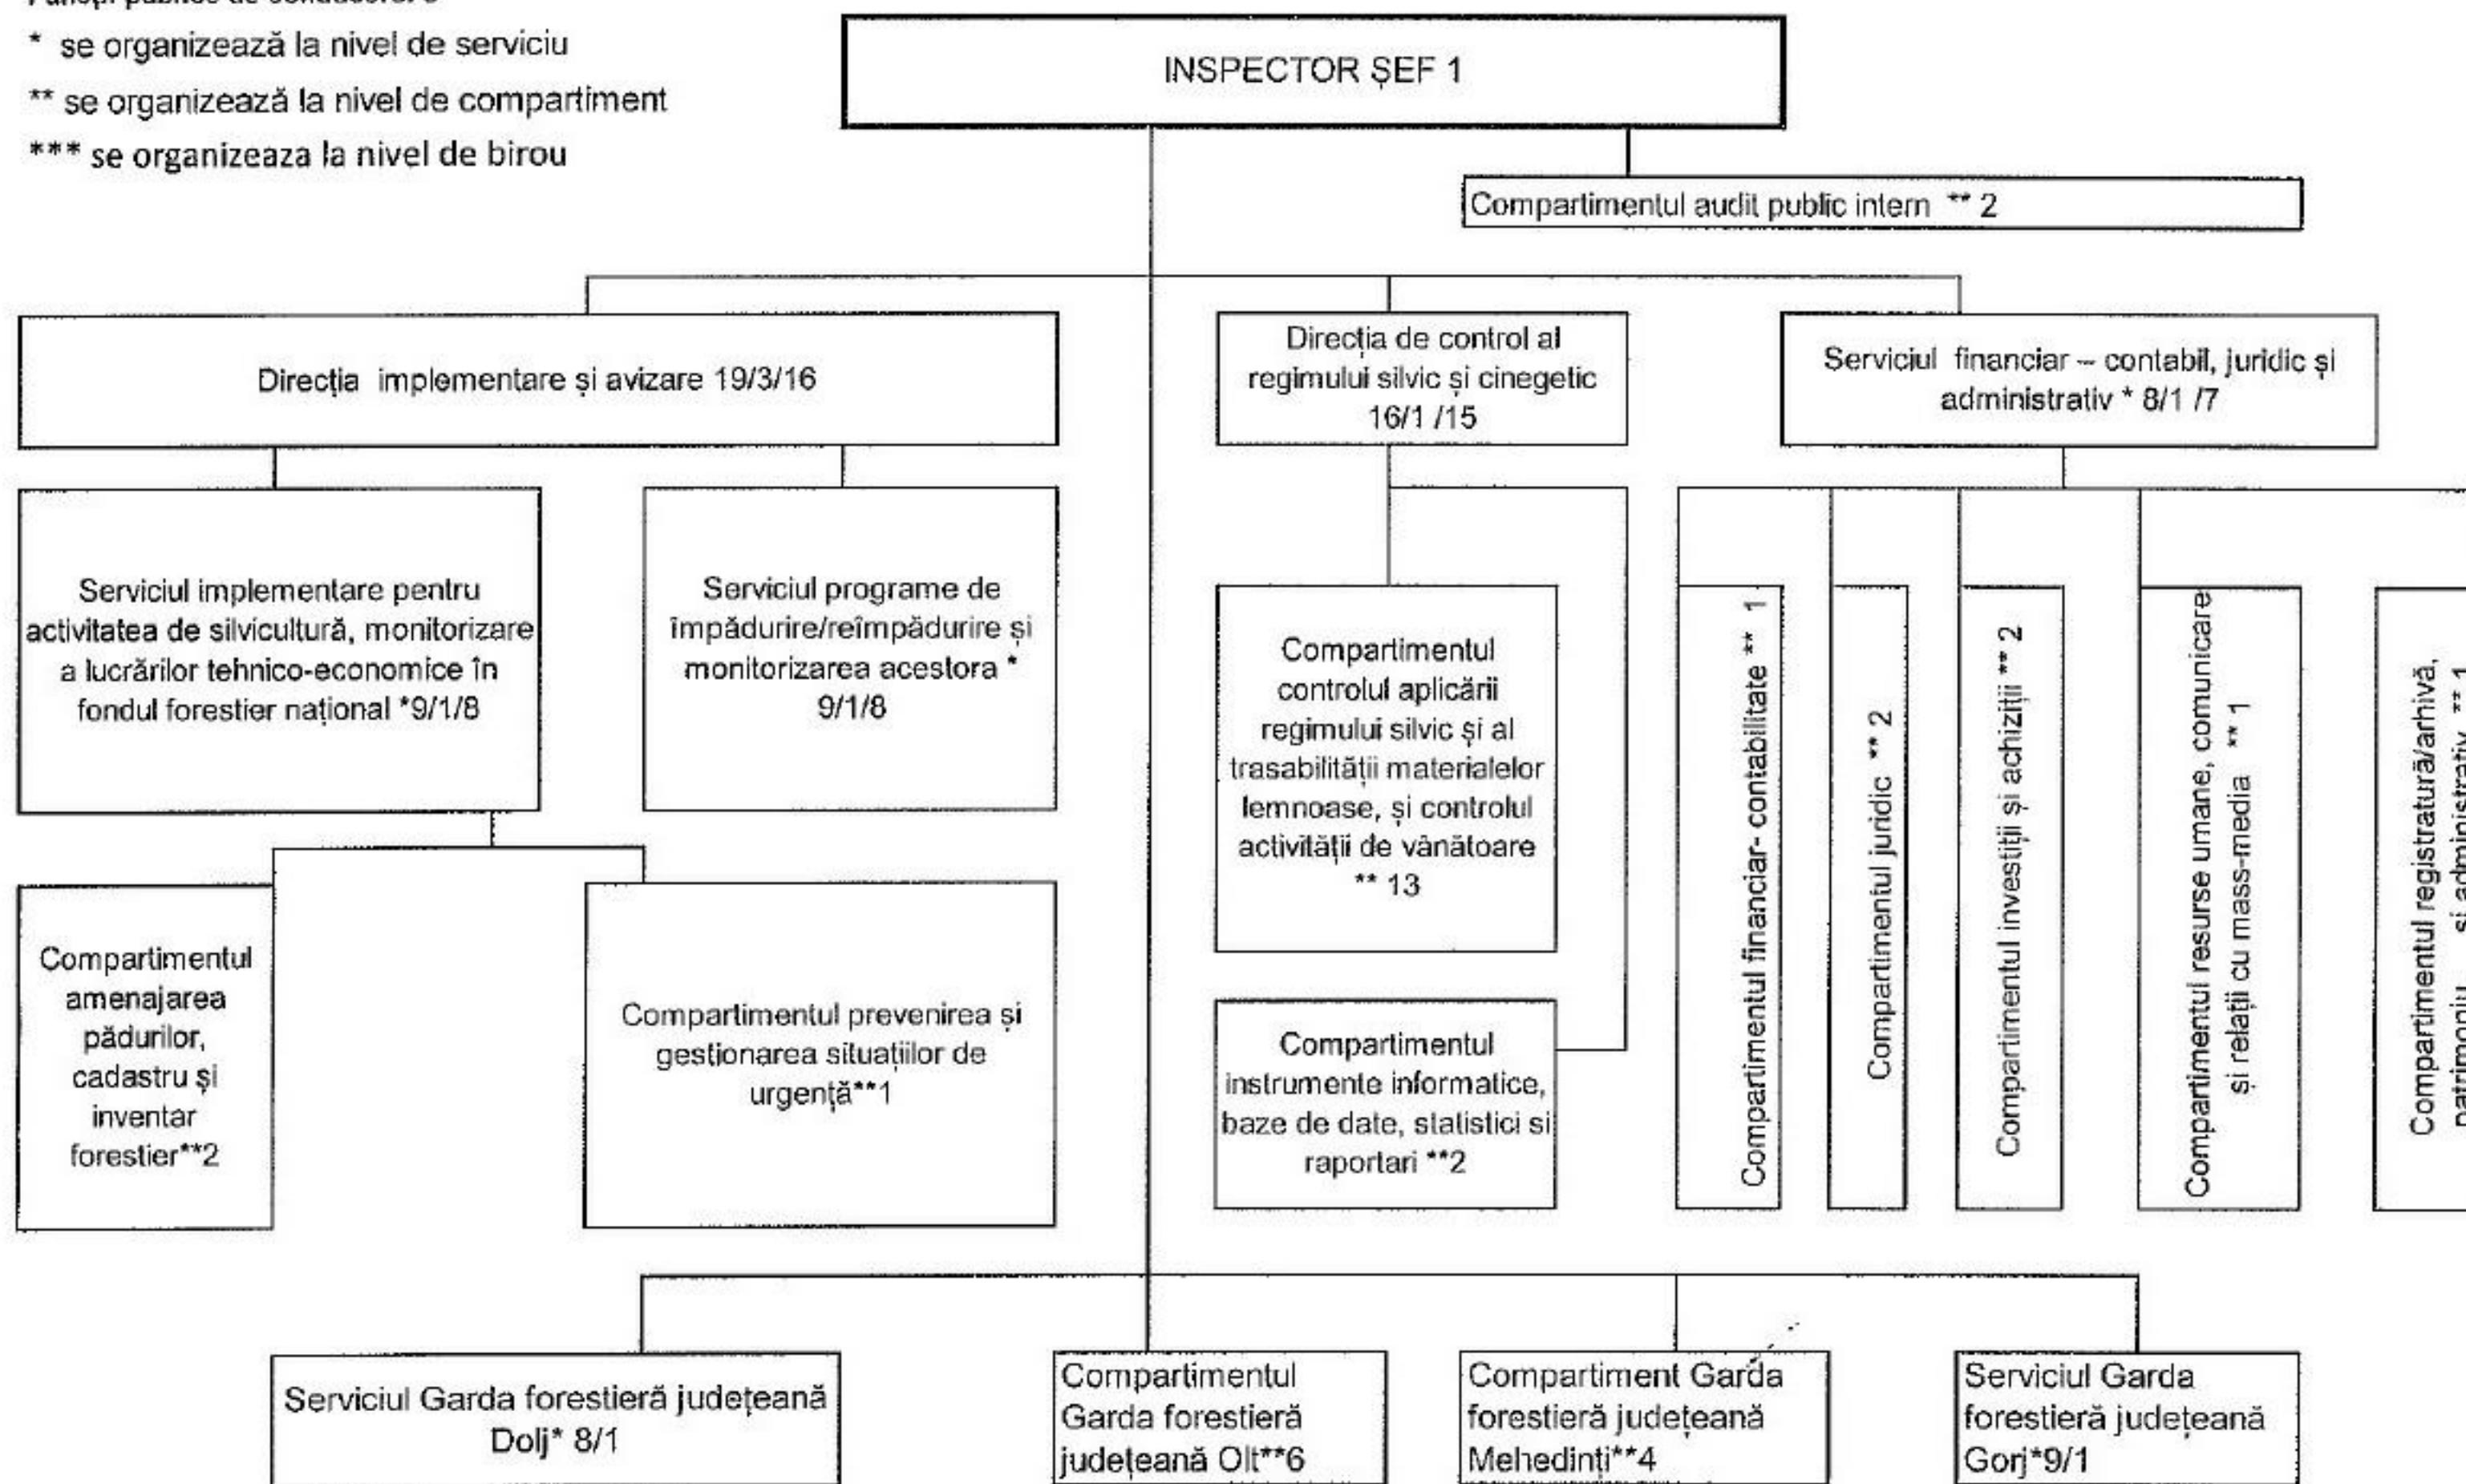 * se organizează la nivel de serviciu
** se organizează la nivel de compartiment
*** se organizeaza la nivel de birou
INSPECTOR ȘEF 1
Compartimentul audit public intern ** 2
Direcția implementare și avizare 19/3/16
Direcția de control al
regimului silvic și cinegetic
16/1 /15
Serviciul financiar – contabil, juridic și
administrativ * 8/1 /7
Serviciul implementare pentru
activitatea de silvicultură, monitorizare
a lucrărilor tehnico-economice în
fondul forestier național *9/1/8
Serviciul programe de
împădurire/reîmpădurire și
monitorizarea acestora *
9/1/8
Compartimentul
controlul aplicării
regimului silvic și al
trasabilității materialelor
lemnoase, și controlul
activității de vânătoare
** 13
Compartimentul financiar- contabilitate ** 1
Compartimentul juridic ** 2
Compartimentul investiții și achiziții ** 2
Compartimentul resurse umane, comunicare
și relații cu mass-media ** 1
Compartimentul registratură/arhivă,
patrimoniu și administrativ ** 1
Compartimentul
amenajarea
pădurilor,
cadastru și
inventar
forestier**2
Compartimentul prevenirea și
gestionarea situațiilor de
urgență**1
Compartimentul
instrumente informatice,
baze de date, statistici si
raportari **2
Serviciul Garda forestieră județeană
Dolj* 8/1
Compartimentul
Garda forestieră
județeană Olt**6
Compartiment Garda
forestieră județeană
Mehedinți**4
Serviciul Garda
forestieră județeană
Gorj*9/1